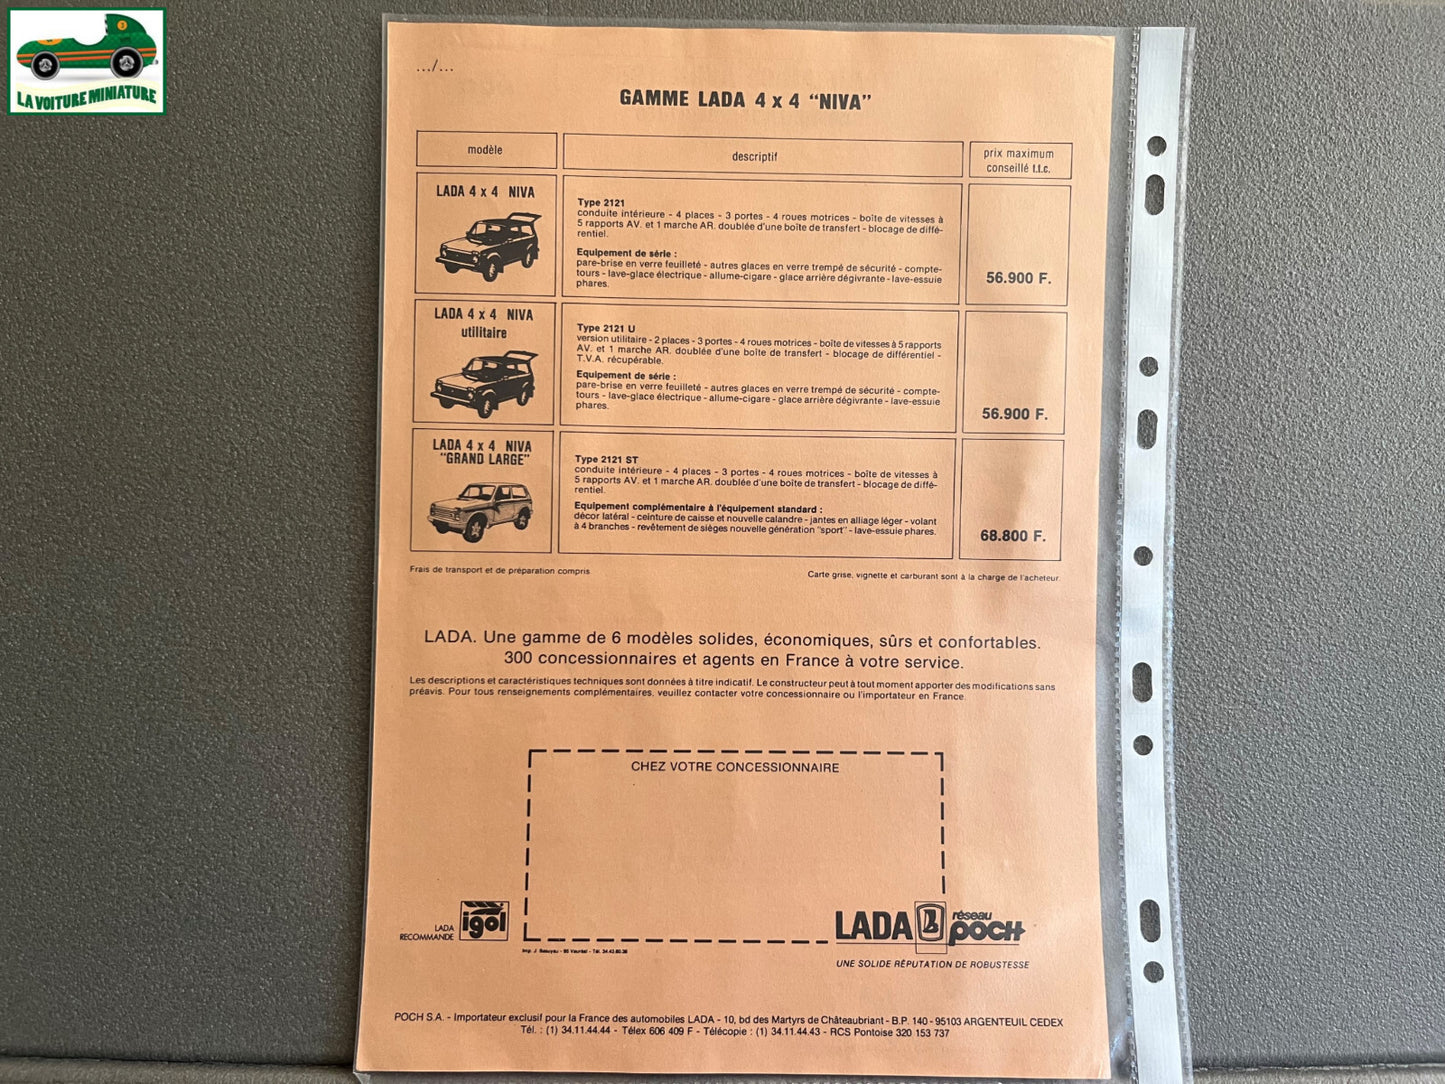 3
LA VOITURE MINIATURE
.../...
GAMME LADA 4 x 4 “NIVA”
modèle
descriptif
prix maximum
conseillé t.t.c.
LADA 4 x 4 NIVA
Type 2121
conduite intérieure - 4 places - 3 portes - 4 roues motrices - boîte de vitesses à
5 rapports AV. et 1 marche AR. doublée d'une boîte de transfert - blocage de diffé-
rentiel.
Equipement de série :
pare-brise en verre feuilleté - autres glaces en verre trempé de sécurité - compte-
tours - lave-glace électrique - allume-cigare - glace arrière dégivrante - lave-essuie
phares.
56.900 F.
LADA 4 x 4 NIVA
utilitaire
Type 2121 U
version utilitaire - 2 places - 3 portes - 4 roues motrices - boîte de vitesses à 5 rapports
AV. et 1 marche AR. doublée d'une boîte de transfert - blocage de différentiel -
T.V.A. récupérable.
Equipement de série :
pare-brise en verre feuilleté - autres glaces en verre trempé de sécurité - compte-
tours - lave-glace électrique - allume-cigare - glace arrière dégivrante - lave-essuie
phares.
56.900 F.
LADA 4 x 4 NIVA
“GRAND LARGE”
Type 2121 ST
conduite intérieure - 4 places - 3 portes - 4 roues motrices - boîte de vitesses à
5 rapports AV. et 1 marche AR. doublée d'une boîte de transfert - blocage de diffé-
rentiel.
Equipement complémentaire à l'équipement standard :
décor latéral - ceinture de caisse et nouvelle calandre - jantes en alliage léger - volant
à 4 branches - revêtement de sièges nouvelle génération "sport" - lave-essuie phares.
68.800 F.
Frais de transport et de préparation compris
Carte grise, vignette et carburant sont à la charge de l'acheteur.
LADA. Une gamme de 6 modèles solides, économiques, sûrs et confortables.
300 concessionnaires et agents en France à votre service.
Les descriptions et caractéristiques techniques sont données à titre indicatif. Le constructeur peut à tout moment apporter des modifications sans
préavis. Pour tous renseignements complémentaires, veuillez contacter votre concessionnaire ou l'importateur en France.
CHEZ VOTRE CONCESSIONNAIRE
LADA
RECOMMANDE
igol
LADA réseau
poch
UNE SOLIDE RÉPUTATION DE ROBUSTESSE
POCH S.A. - Importateur exclusif pour la France des automobiles LADA - 10, bd des Martyrs de Châteaubriant - B.P. 140 - 95103 ARGENTEUIL CEDEX
Tél. : (1) 34.11.44.44 - Télex 606 409 F - Télécopie : (1) 34.11.44.43 - RCS Pontoise 320 153 737